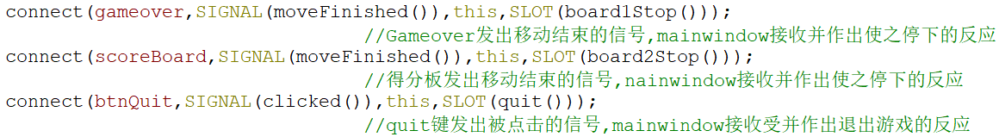 connect(gameover,SIGNAL(moveFinished()),this,SLOT(board1Stop()));
//Gameover发出移动结束的信号,mainwindow接收并作出使之停下的反应
connect(scoreBoard,SIGNAL(moveFinished()),this,SLOT(board2Stop()));
//得分板发出移动结束的信号,nainwindow接收并作出使之停下的反应
connect(btnQuit,SIGNAL(clicked()),this,SLOT(quit()));
//quit键发出被点击的信号,mainwindow接收受并作出退出游戏的反应